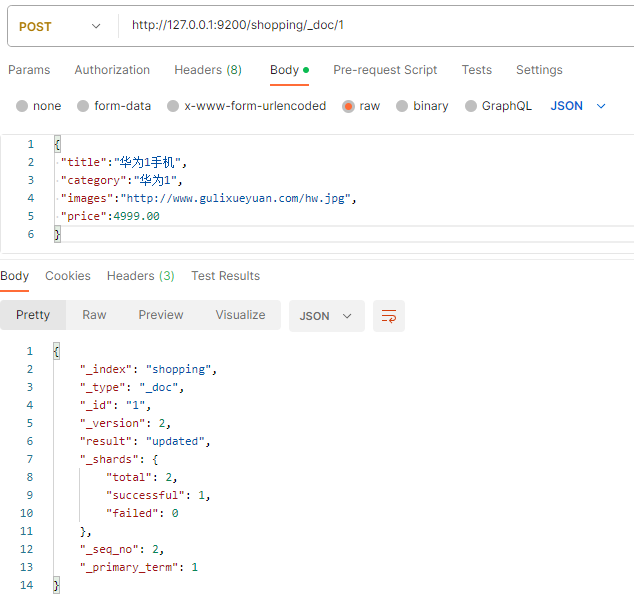 POST http://127.0.0.1:9200/shopping/_doc/1
Params Authorization Headers (8) Body Pre-request Script Tests Settings
none form-data x-www-form-urlencoded raw binary GraphQL JSON
1 {
2 "title":"华为1手机",
3 "category":"华为1",
4 "images":"http://www.gulixueyuan.com/hw.jpg",
5 "price":4999.00
6 }
Body Cookies Headers (3) Test Results
Pretty Raw Preview Visualize JSON
1 {
2 "_index": "shopping",
3 "_type": "_doc",
4 "_id": "1",
5 "_version": 2,
6 "result": "updated",
7 "_shards": {
8 "total": 2,
9 "successful": 1,
10 "failed": 0
11 },
12 "_seq_no": 2,
13 "_primary_term": 1
14 }